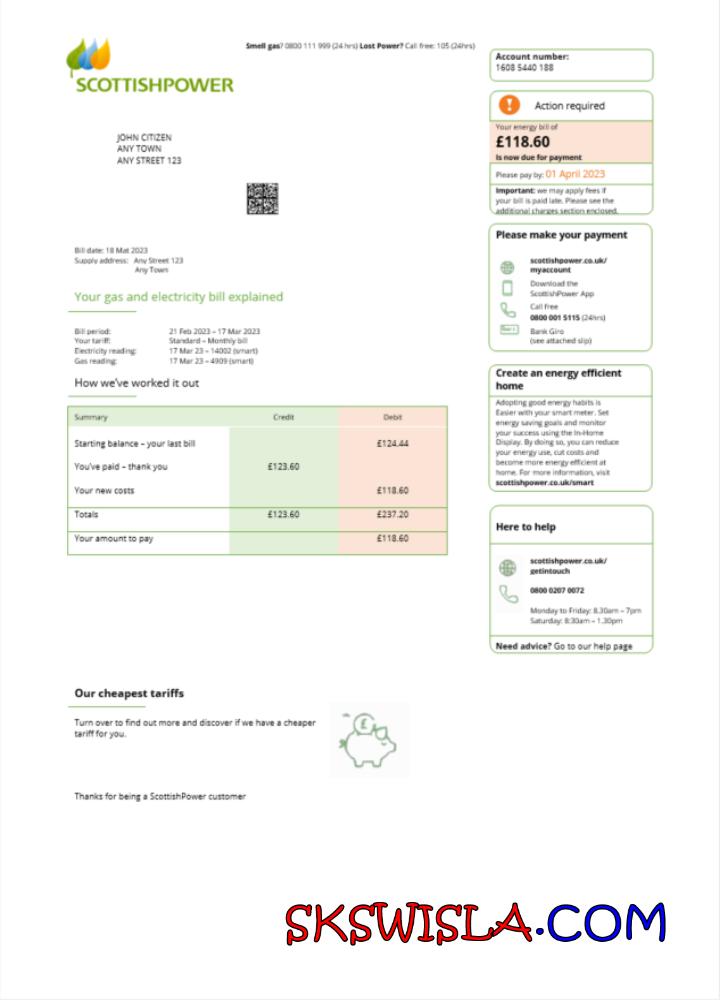 Smell gas? 0800 111 999 (24 hrs) Lost Power? Call free: 105 (24hrs)
SCOTTISHPOWER
Account number:
1608 5440 188
Action required
Your energy bill of
£118.60
Is now due for payment
Please pay by: 01 April 2023
Important: we may apply fees if
your bill is paid late. Please see the
additional charges section enclosed.
JOHN CITIZEN
ANY TOWN
ANY STREET 123
Bill date: 18 Mat 2023
Supply address: Any Street 123
Any Town
Your gas and electricity bill explained
Bill period: 21 Feb 2023 – 17 Mar 2023
Your tariff: Standard – Monthly bill
Electricity reading: 17 Mar 23 – 14002 (smart)
Gas reading: 17 Mar 23 – 4909 (smart)
How we've worked it out
Summary Credit Debit
Starting balance – your last bill £124.44
You've paid – thank you £123.60
Your new costs £118.60
Totals £123.60 £237.20
Your amount to pay £118.60
Please make your payment
scottishpower.co.uk/
myaccount
Download the
ScottishPower App
Call free
0800 001 5115 (24hrs)
Bank Giro
(see attached slip)
Create an energy efficient
home
Adopting good energy habits is
Easier with your smart meter. Set
energy saving goals and monitor
your success using the In-Home
Display. By doing so, you can reduce
your energy use, cut costs and
become more energy efficient at
home. For more information, visit
scottishpower.co.uk/smart
Here to help
scottishpower.co.uk/
getintouch
0800 0207 0072
Monday to Friday: 8.30am – 7pm
Saturday: 8:30am – 1.30pm
Need advice? Go to our help page
Our cheapest tariffs
Turn over to find out more and discover if we have a cheaper
tariff for you.
£
Thanks for being a ScottishPower customer
SKSWISLA.COM